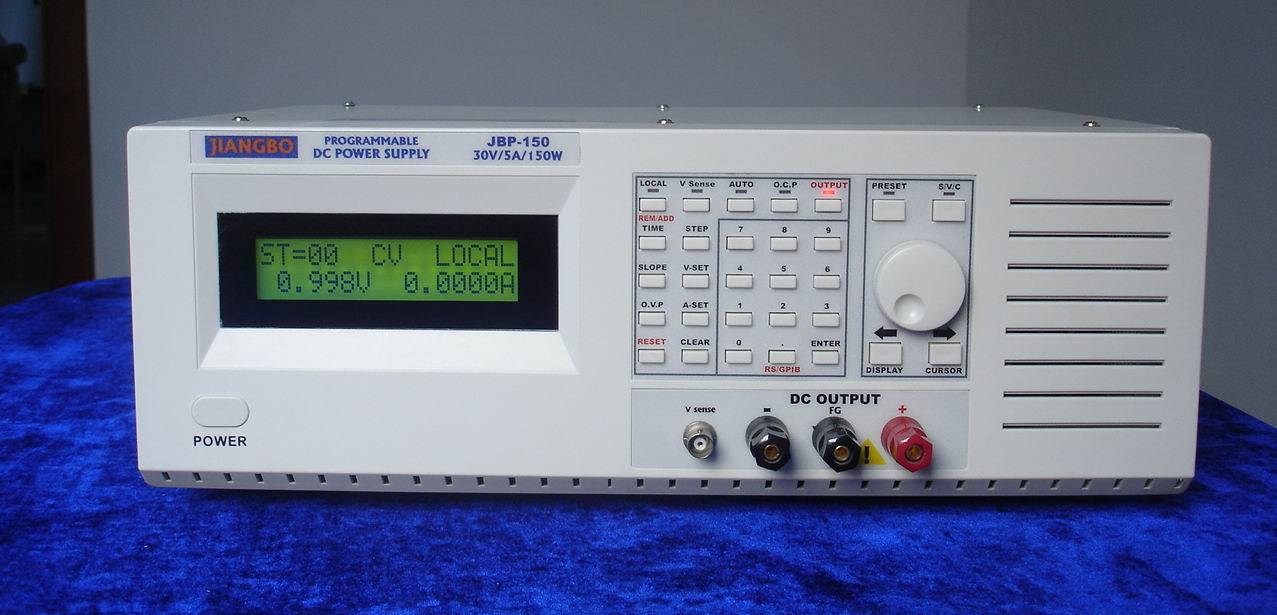 JIANGBO
PROGRAMMABLE
DC POWER SUPPLY
JBP-150
30V/5A/150W
ST=00 CV LOCAL
0.998V 0.0000A
POWER
LOCAL V Sense AUTO O.C.P OUTPUT
REM/ADD
TIME STEP 7 8 9
SLOPE V-SET 4 5 6
O.V.P A-SET 1 2 3
RESET CLEAR 0 . ENTER
RS/GPIB
PRESET S/V/C
DISPLAY CURSOR
DC OUTPUT
V sense - FG +
!